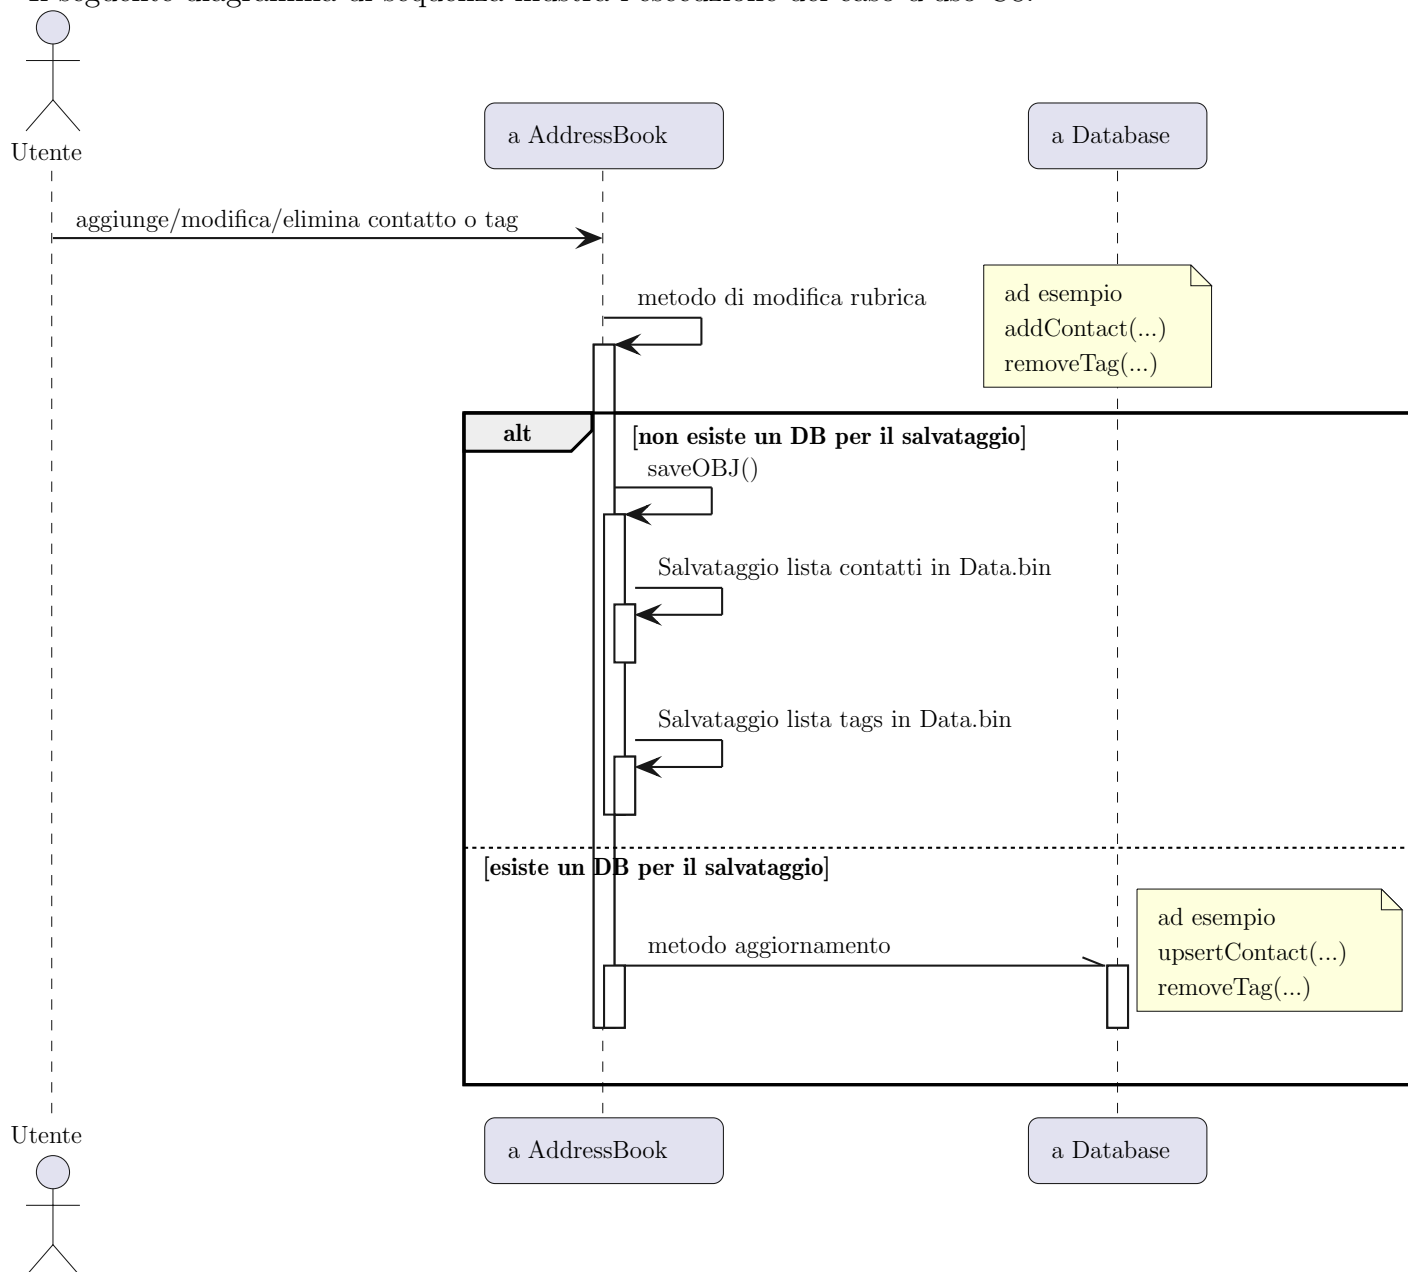 Utente
a AddressBook
a Database
aggiunge/modifica/elimina contatto o tag
metodo di modifica rubrica
ad esempio
addContact(...)
removeTag(...)
alt
[non esiste un DB per il salvataggio]
saveOBJ()
Salvataggio lista contatti in Data.bin
Salvataggio lista tags in Data.bin
[esiste un DB per il salvataggio]
metodo aggiornamento
ad esempio
upsertContact(...)
removeTag(...)
Utente
a AddressBook
a Database